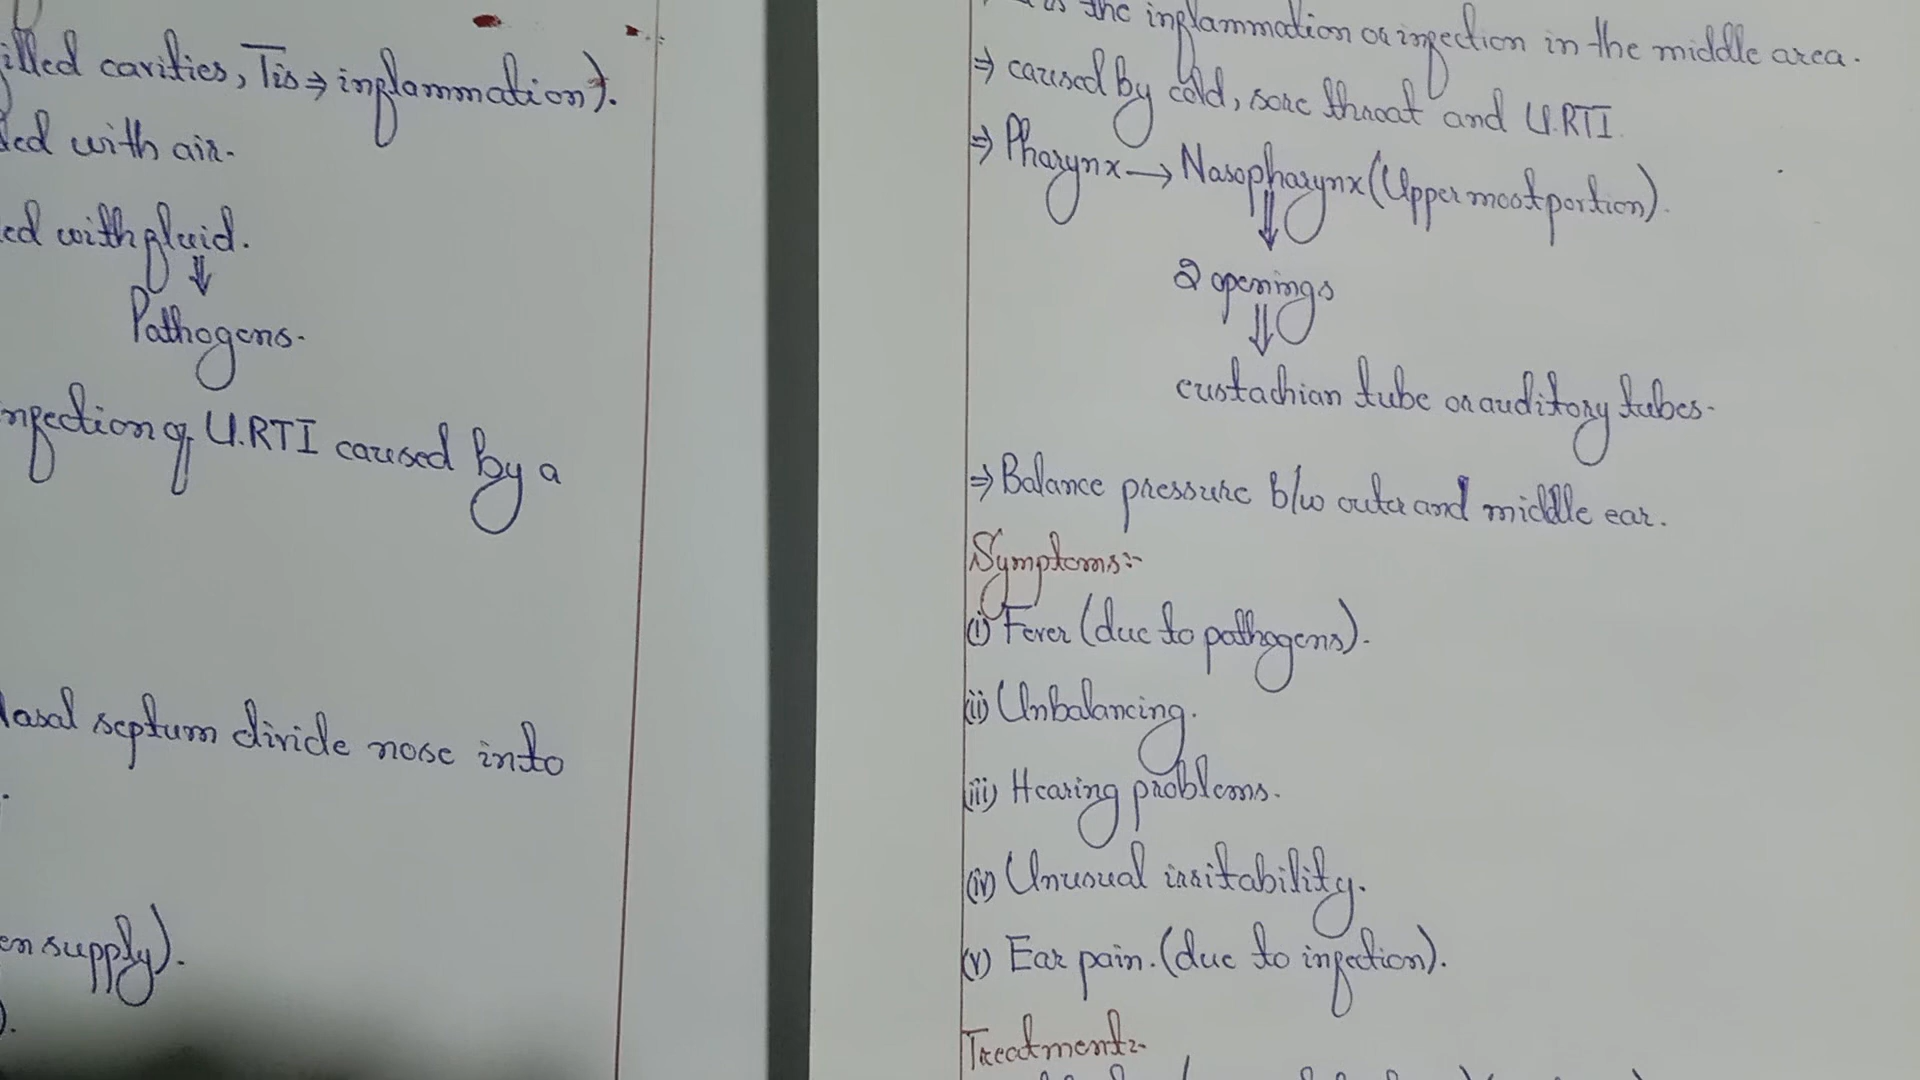 illed cavities, Tis ⇒ inflammation).
ed with air.
ed with fluid.
⇓
Pathogens.
nfection of U.RTI caused by a
Nasal septum divide nose into
en supply).
).
is the inflammation or infection in the middle area.
⇒ caused by cold, sore throat and U.RTI.
⇒ Pharynx → Nasopharynx (Upper moot portion).
⇓
2 openings
⇓
eustachian tube or auditory tubes.
⇒ Balance pressure b/w outer and middle ear.
Symptoms:-
(i) Fever (due to pathogens).
(ii) Unbalancing.
(iii) Hearing problems.
(iv) Unusual irritability.
(v) Ear pain. (due to infection).
Treatment:-